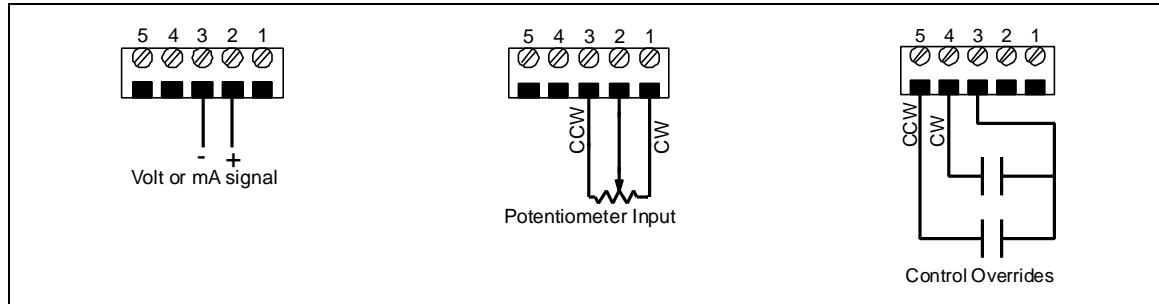 5 4 3 2 1
- +
Volt or mA signal
5 4 3 2 1
CCW CW
Potentiometer Input
5 4 3 2 1
CCW CW
Control Overrides